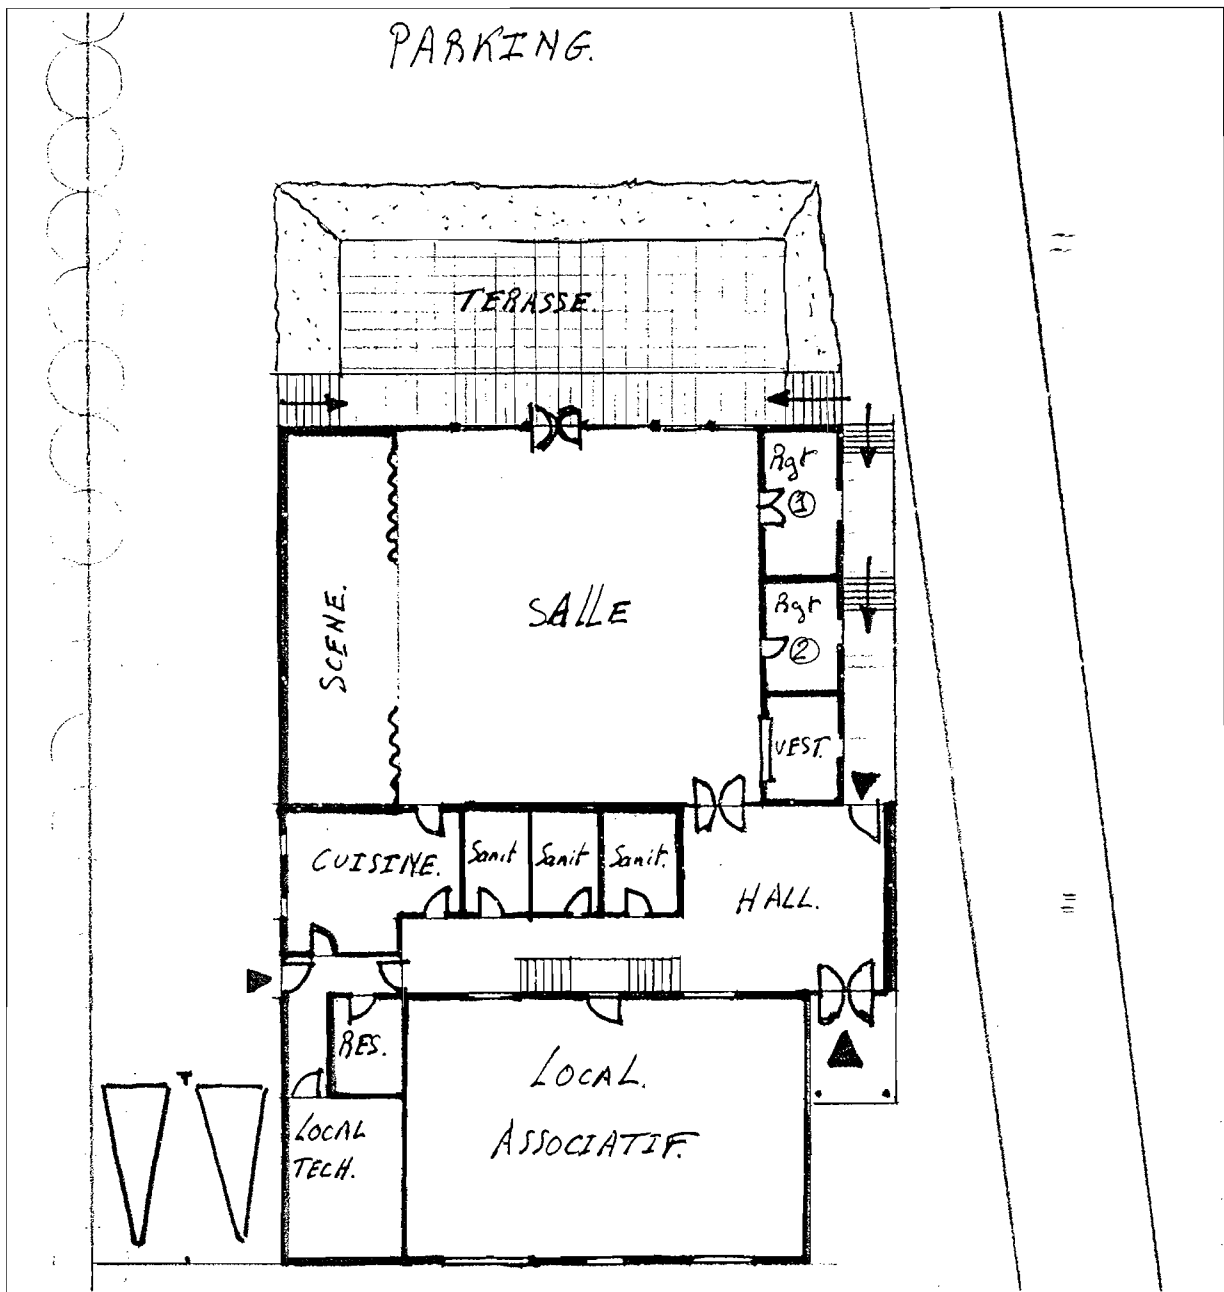 PARKING.
TERASSE.
Rgt
①
SCENE.
SALLE
Rgt
②
VEST.
CUISINE.
Sanit
Sanit
Sanit.
HALL.
RES.
LOCAL.
ASSOCIATIF.
LOCAL
TECH.